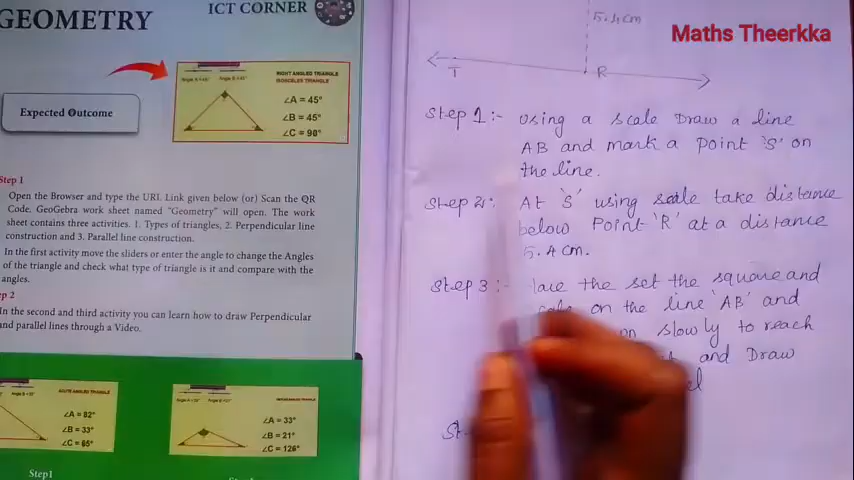 GEOMETRY
ICT CORNER
Expected Outcome
RIGHT ANGLED TRIANGLE
ISOSCELES TRIANGLE
∠A = 45°
∠B = 45°
∠C = 90°
Step 1
Open the Browser and type the URL Link given below (or) Scan the QR
Code. GeoGebra work sheet named "Geometry" will open. The work
sheet contains three activities. 1. Types of triangles, 2. Perpendicular line
construction and 3. Parallel line construction.
In the first activity move the sliders or enter the angle to change the Angles
of the triangle and check what type of triangle is it and compare with the
angles.
ep 2
In the second and third activity you can learn how to draw Perpendicular
and parallel lines through a Video.
ACUTE ANGLED TRIANGLE
∠A = 82°
∠B = 33°
∠C = 65°
∠A = 33°
∠B = 21°
∠C = 126°
Step1
Maths Theerkka
5.4cm
T
R
Step 1:- Using a scale Draw a line
AB and mark a Point 'S' on
the line.
Step 2: At 'S' using scale take distance
below Point 'R' at a distance
5.4 cm.
Step 3:- lace the set the square and
on the line 'AB' and
on slowly to reach
and Draw